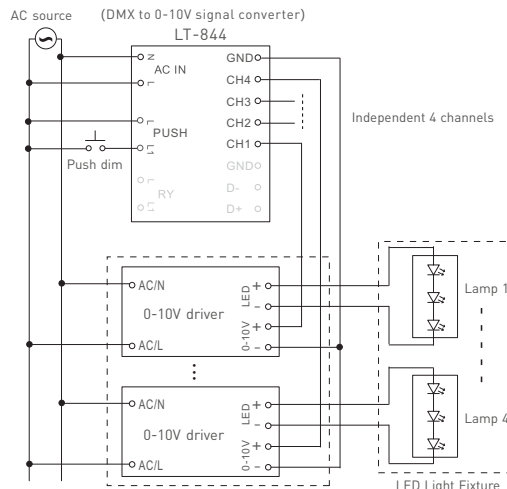 AC source
(DMX to 0-10V signal converter)
LT-844
N
AC IN
L
L
PUSH
L1
Push dim
L
RY
L1
GND
CH4
CH3
CH2
CH1
GND
D-
D+
Independent 4 channels
AC/N
0-10V driver
AC/L
LED
+
−
0-10V
+
−
Lamp 1
AC/N
0-10V driver
AC/L
LED
+
−
0-10V
+
−
Lamp 4
LED Light Fixture